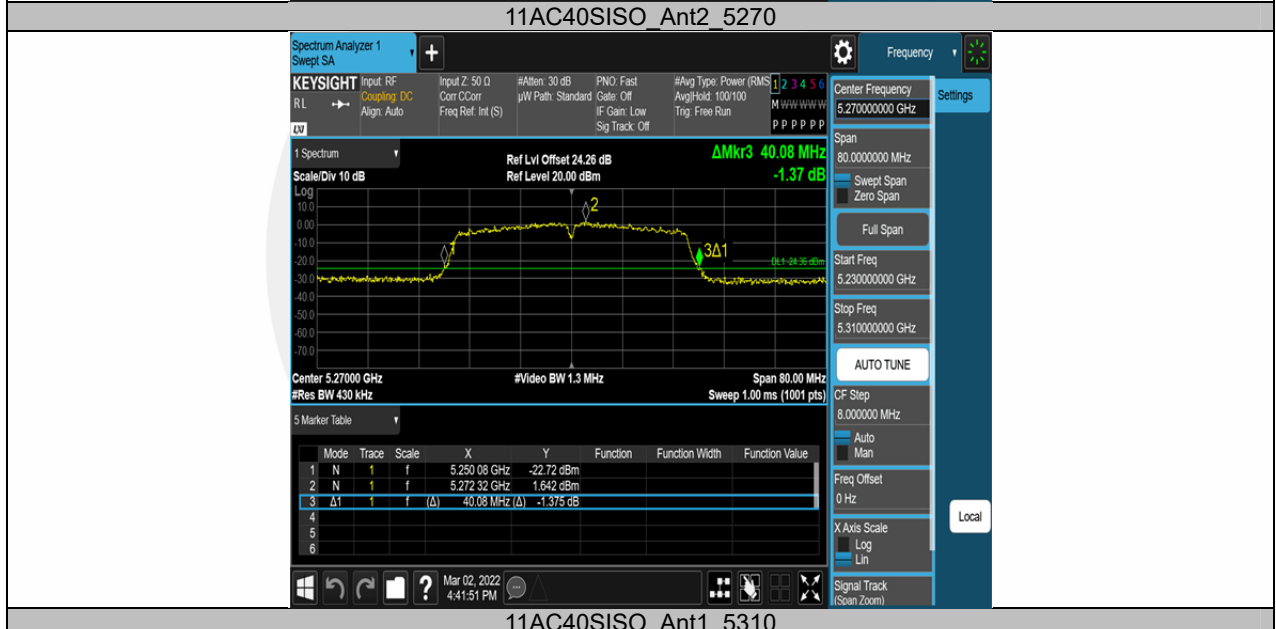 11AC40SISO_Ant2_5270
Spectrum Analyzer 1
Swept SA
+
Frequency
KEYSIGHT Input: RF
RL
Coupling: DC
Align: Auto
LXI
Input Z: 50 Ω
Corr CCorr
Freq Ref: Int (S)
#Atten: 30 dB
µW Path: Standard
PNO: Fast
Gate: Off
IF Gain: Low
Sig Track: Off
#Avg Type: Power (RMS
Avg|Hold: 100/100
Trig: Free Run
1 2 3 4 5 6
M W W W W W
P P P P P P
1 Spectrum
Scale/Div 10 dB
Ref Lvl Offset 24.26 dB
Ref Level 20.00 dBm
ΔMkr3 40.08 MHz
-1.37 dB
Log
10.0
0.00
-10.0
-20.0
-30.0
-40.0
-50.0
-60.0
-70.0
2
1
3Δ1
DL1 -24.36 dBm
Center 5.27000 GHz
#Video BW 1.3 MHz
Span 80.00 MHz
#Res BW 430 kHz
Sweep 1.00 ms (1001 pts)
5 Marker Table
Mode Trace Scale X Y Function Function Width Function Value
1 N 1 f 5.250 08 GHz -22.72 dBm
2 N 1 f 5.272 32 GHz 1.642 dBm
3 Δ1 1 f (Δ) 40.08 MHz (Δ) -1.375 dB
4
5
6
?
Mar 02, 2022
4:41:51 PM
Center Frequency
5.270000000 GHz
Span
80.0000000 MHz
Swept Span
Zero Span
Full Span
Start Freq
5.230000000 GHz
Stop Freq
5.310000000 GHz
AUTO TUNE
CF Step
8.000000 MHz
Auto
Man
Freq Offset
0 Hz
X Axis Scale
Log
Lin
Signal Track
(Span Zoom)
Settings
Local
11AC40SISO_Ant1_5310